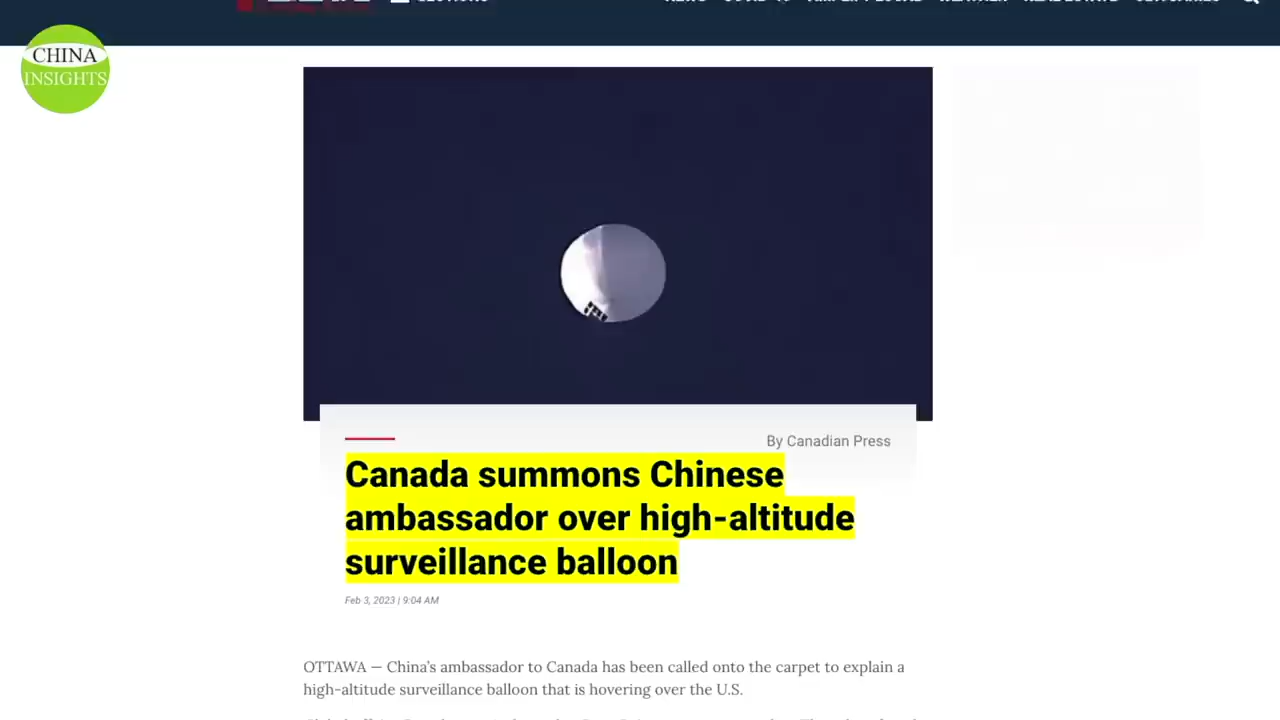 CHINA
INSIGHTS
By Canadian Press
Canada summons Chinese
ambassador over high-altitude
surveillance balloon
Feb 3, 2023 | 9:04 AM
OTTAWA — China's ambassador to Canada has been called onto the carpet to explain a
high-altitude surveillance balloon that is hovering over the U.S.